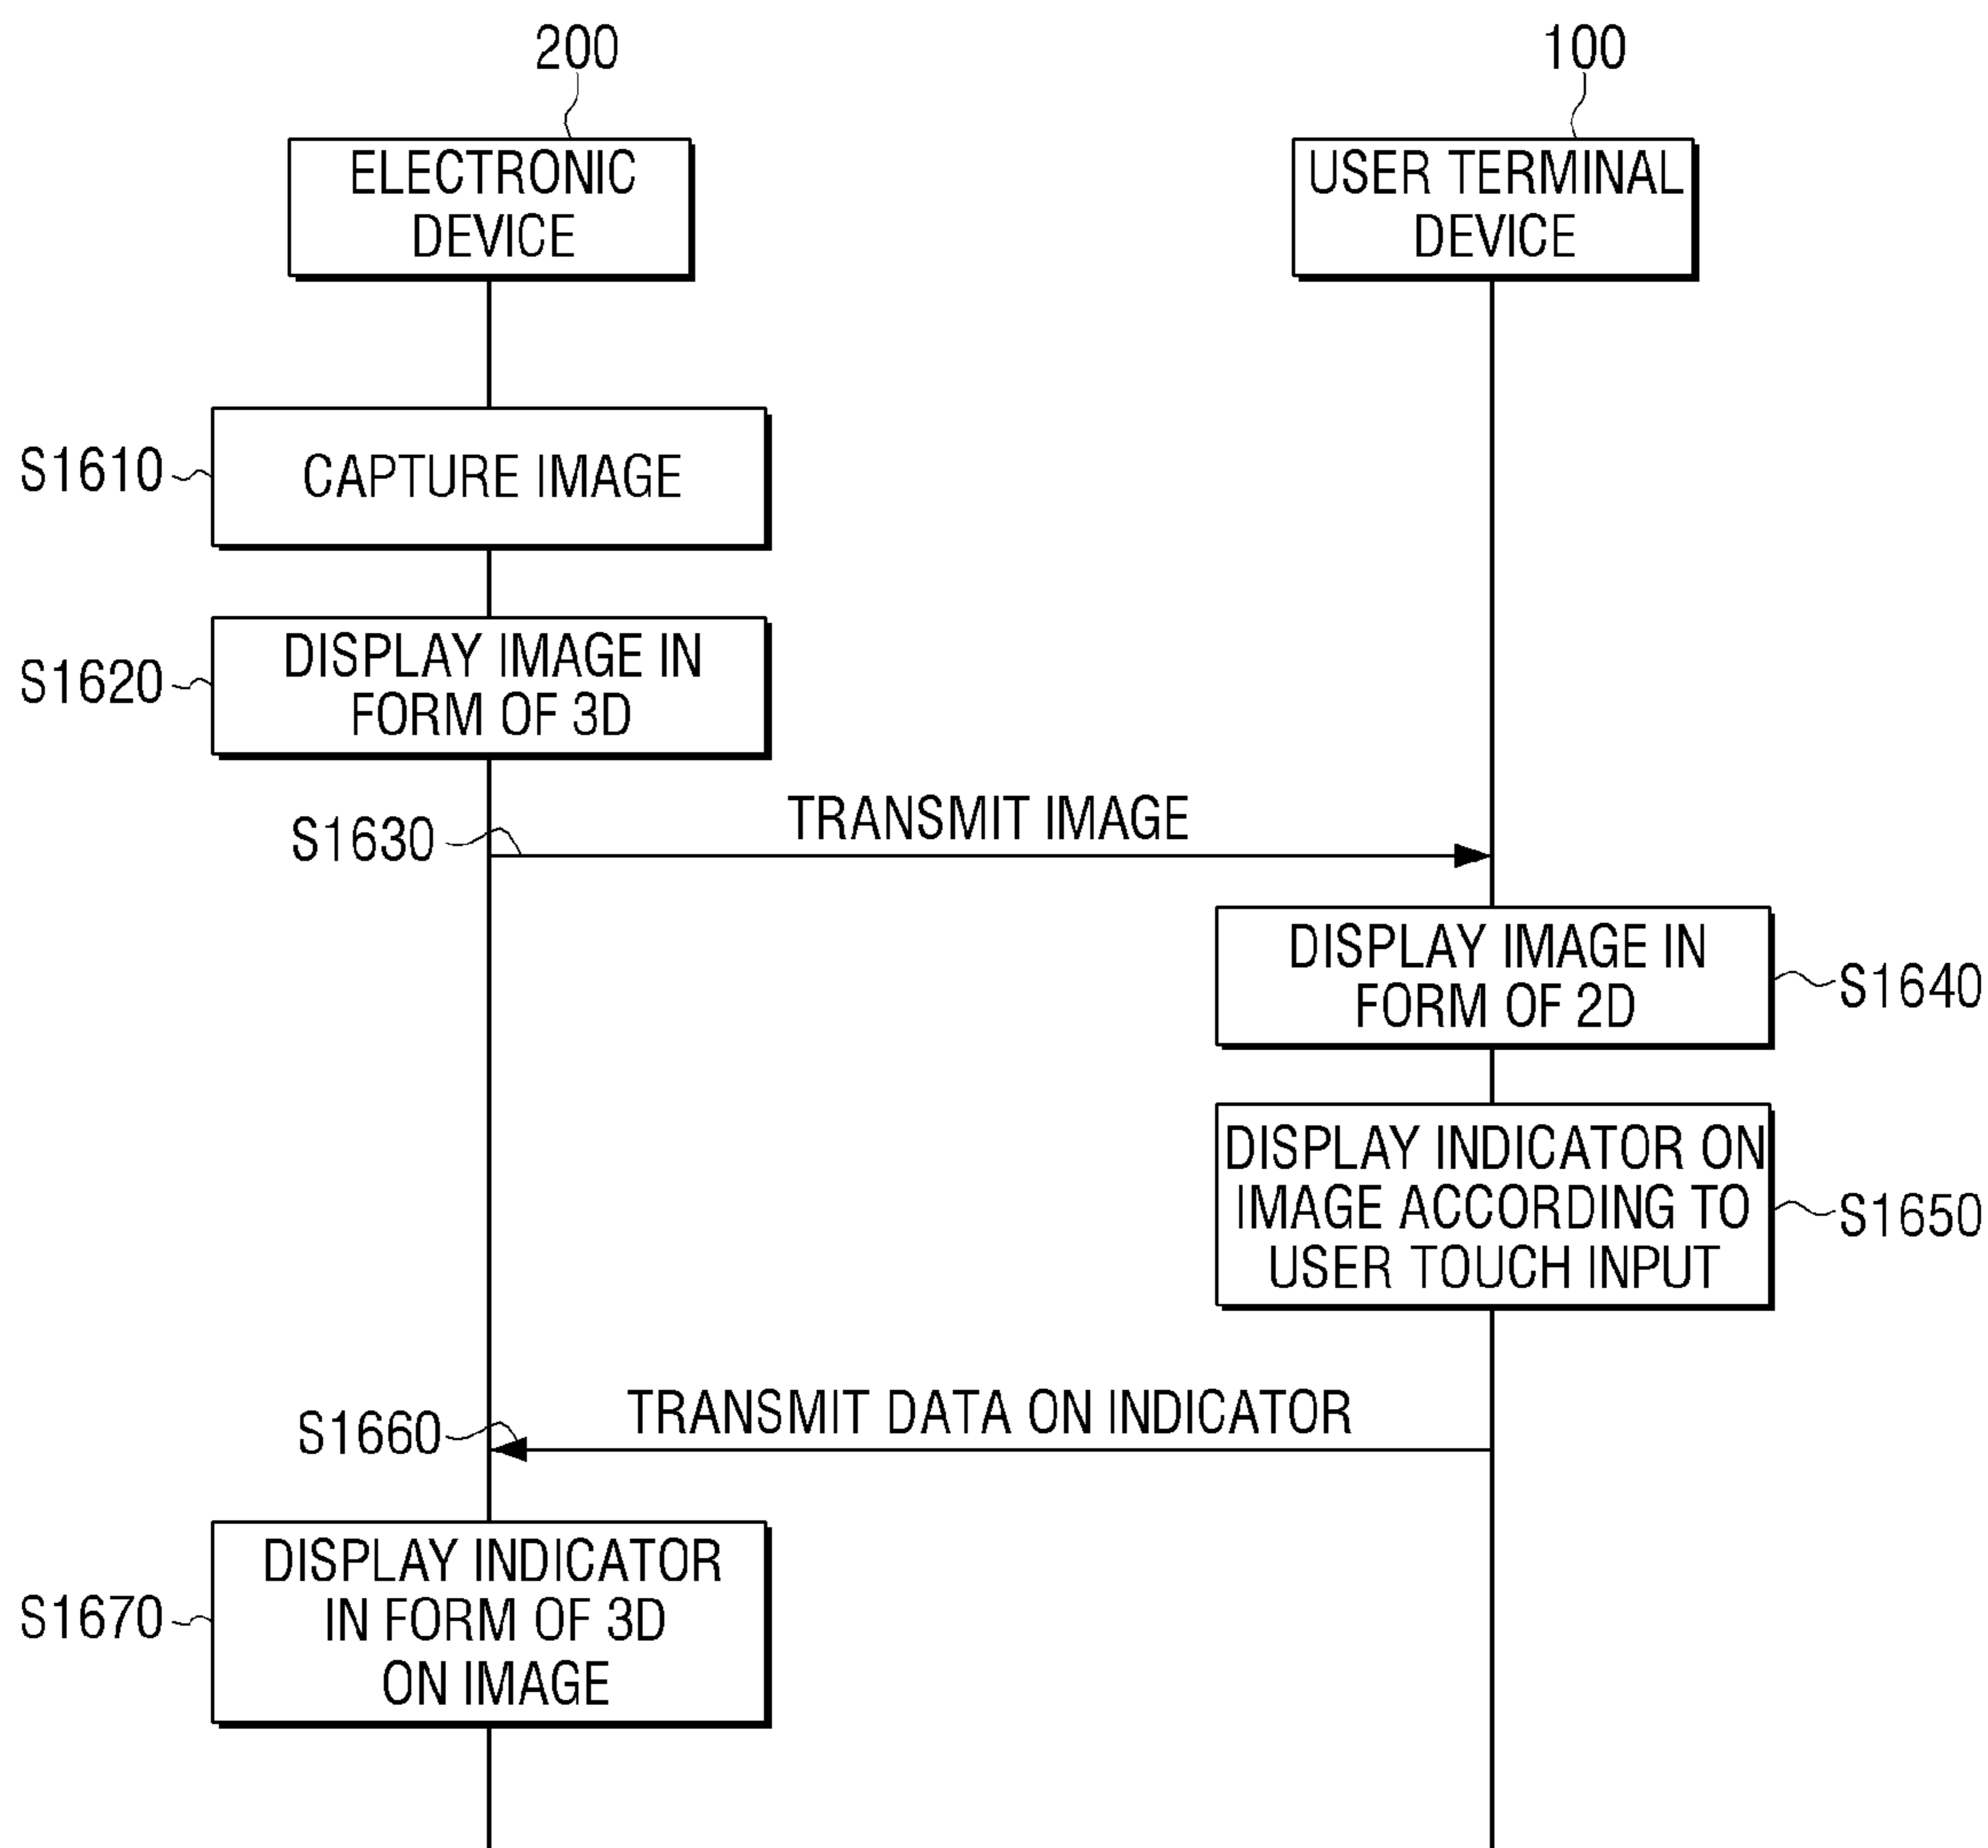 200
100
ELECTRONIC
DEVICE
USER TERMINAL
DEVICE
S1610
CAPTURE IMAGE
S1620
DISPLAY IMAGE IN
FORM OF 3D
S1630
TRANSMIT IMAGE
DISPLAY IMAGE IN
FORM OF 2D
S1640
DISPLAY INDICATOR ON
IMAGE ACCORDING TO
USER TOUCH INPUT
S1650
S1660
TRANSMIT DATA ON INDICATOR
S1670
DISPLAY INDICATOR
IN FORM OF 3D
ON IMAGE